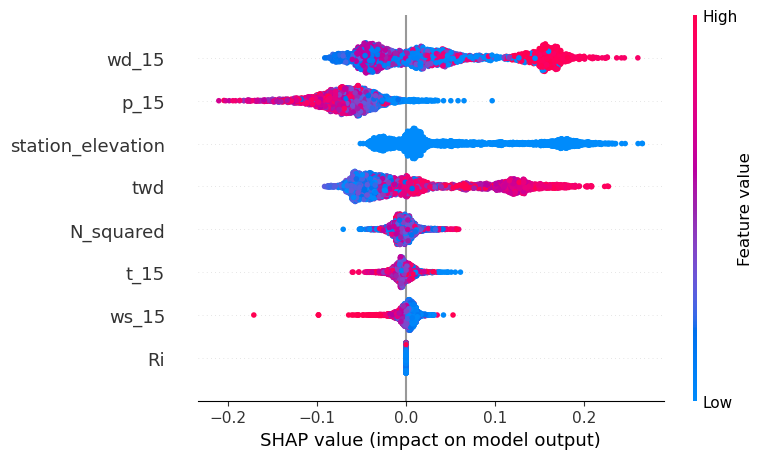 High
wd_15
p_15
station_elevation
twd
N_squared
t_15
ws_15
Ri
Feature value
Low
−0.2 −0.1 0.0 0.1 0.2
SHAP value (impact on model output)